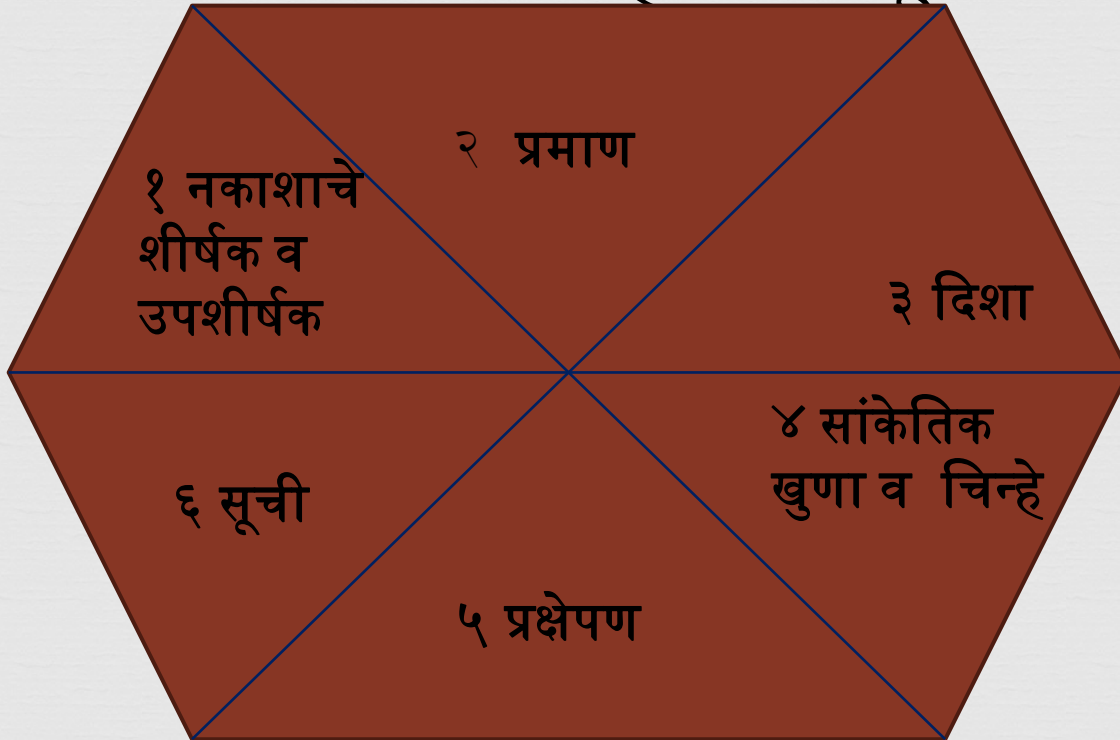 १ नकाशाचे
शीर्षक व
उपशीर्षक
२ प्रमाण
३ दिशा
४ सांकेतिक
खुणा व चिन्हे
५ प्रक्षेपण
६ सूची